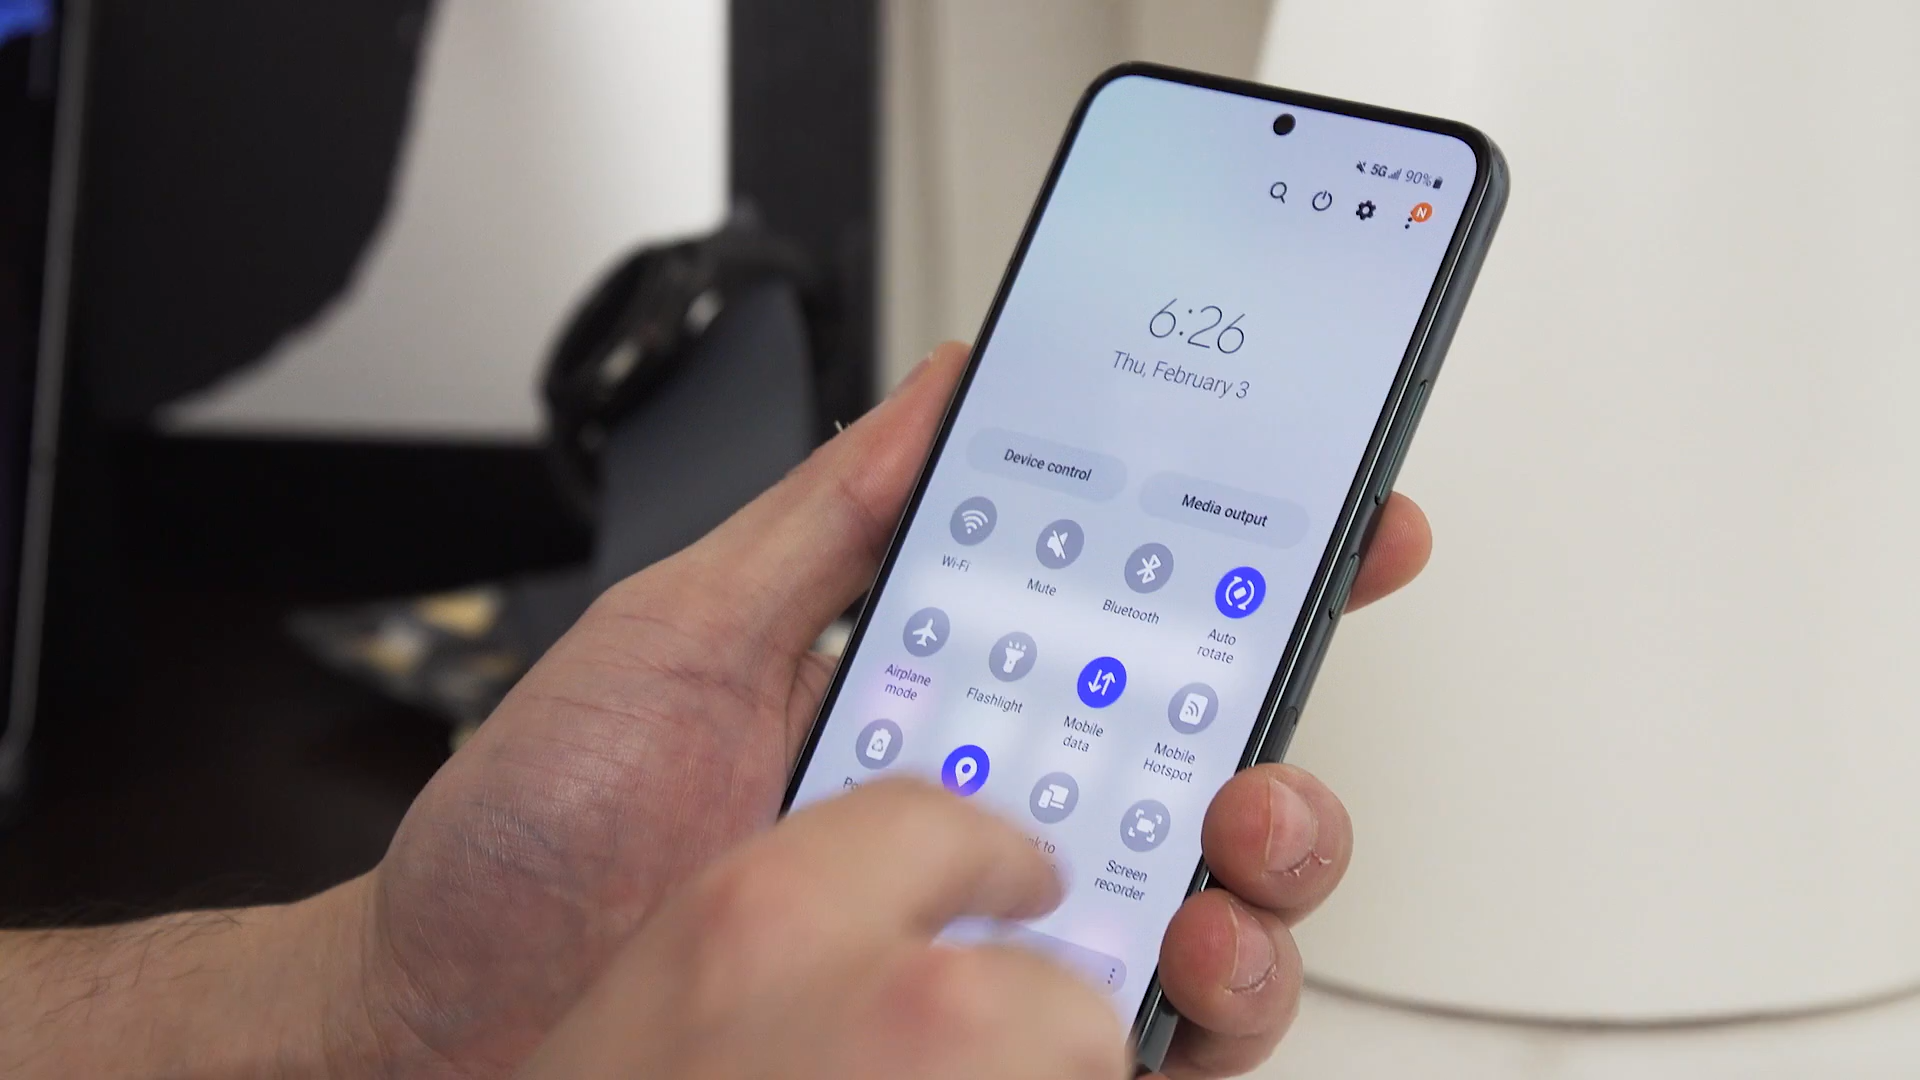 5G 90%
N
6:26
Thu, February 3
Device control
Media output
Wi-Fi
Mute
Bluetooth
Auto
rotate
Airplane
mode
Flashlight
Mobile
data
Mobile
Hotspot
to
Screen
recorder